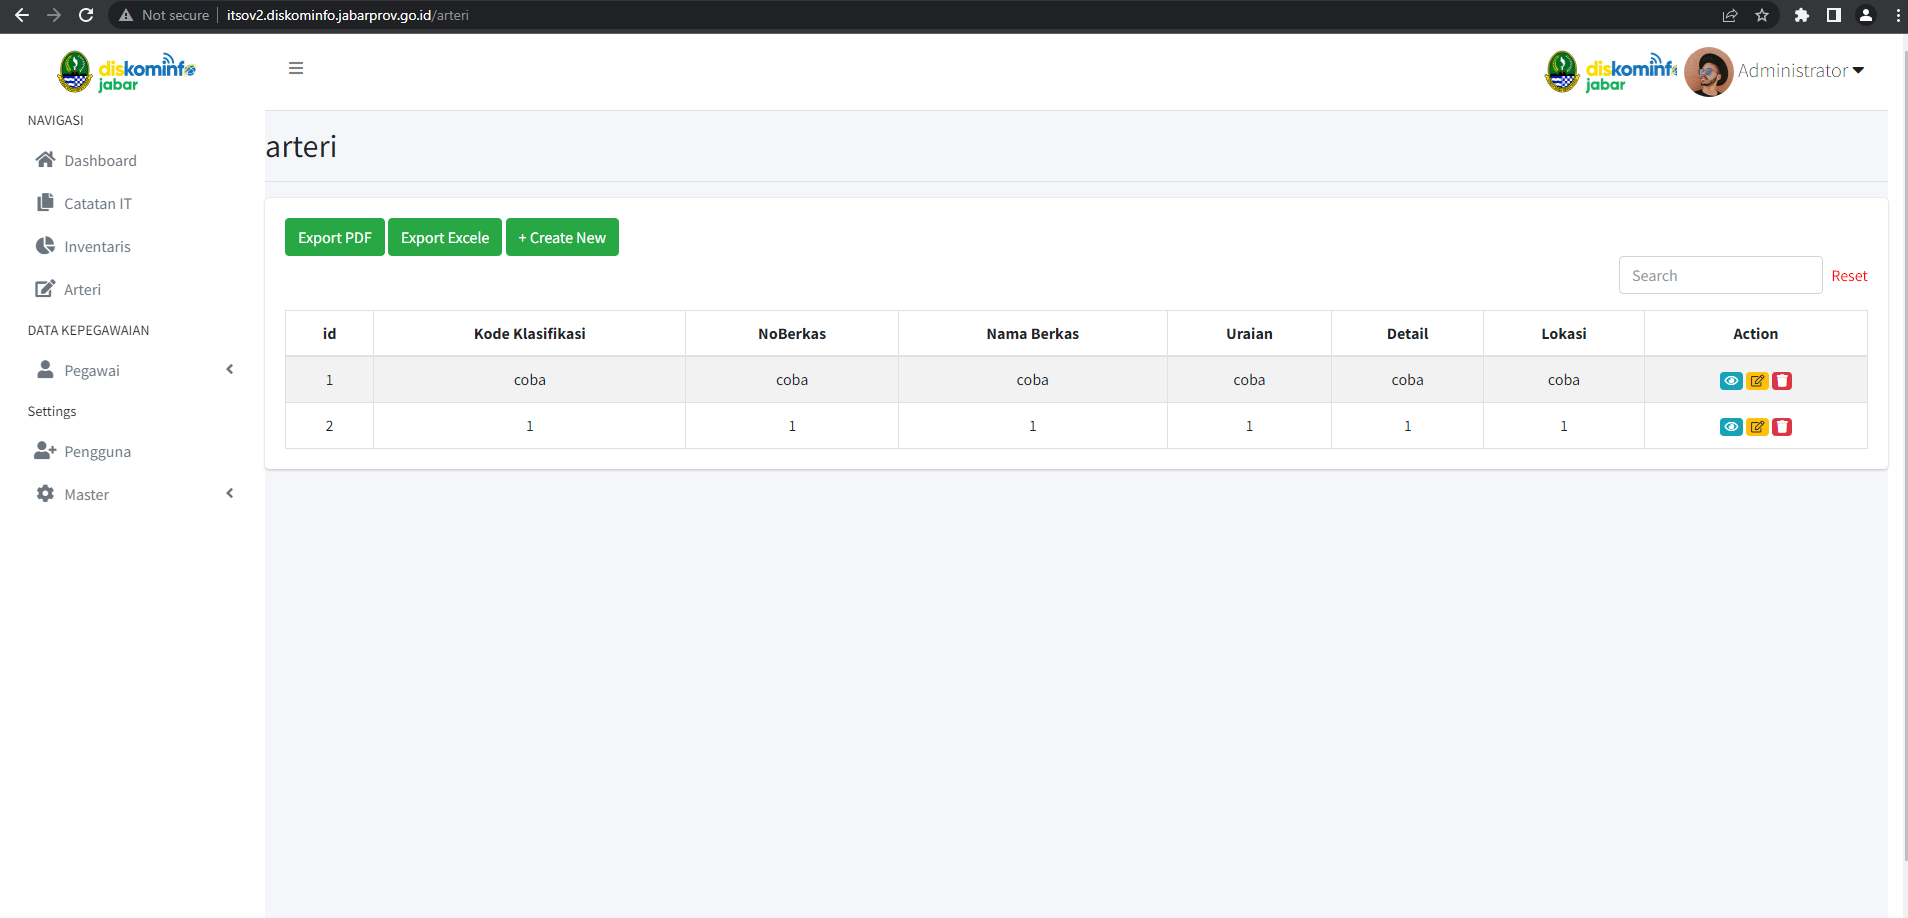 Not secure itsov2.diskominfo.jabarprov.go.id/arteri
diskominfo
jabar
diskominfo
jabar
Administrator
NAVIGASI
Dashboard
Catatan IT
Inventaris
Arteri
DATA KEPEGAWAIAN
Pegawai
Settings
Pengguna
Master
arteri
Export PDF Export Excele + Create New
Search Reset
id Kode Klasifikasi NoBerkas Nama Berkas Uraian Detail Lokasi Action
1 coba coba coba coba coba coba
2 1 1 1 1 1 1